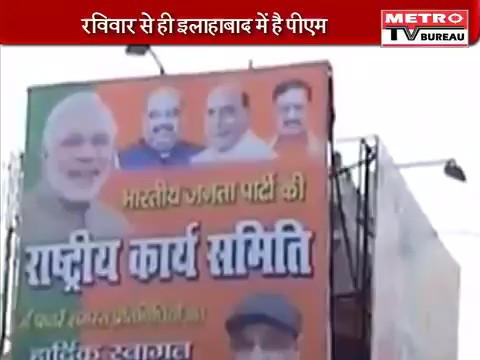 रविवार से ही इलाहाबाद में है पीएम
METRO
TV BUREAU
भारतीय जनता पार्टी की
राष्ट्रीय कार्य समिति
हार्दिक स्वागत